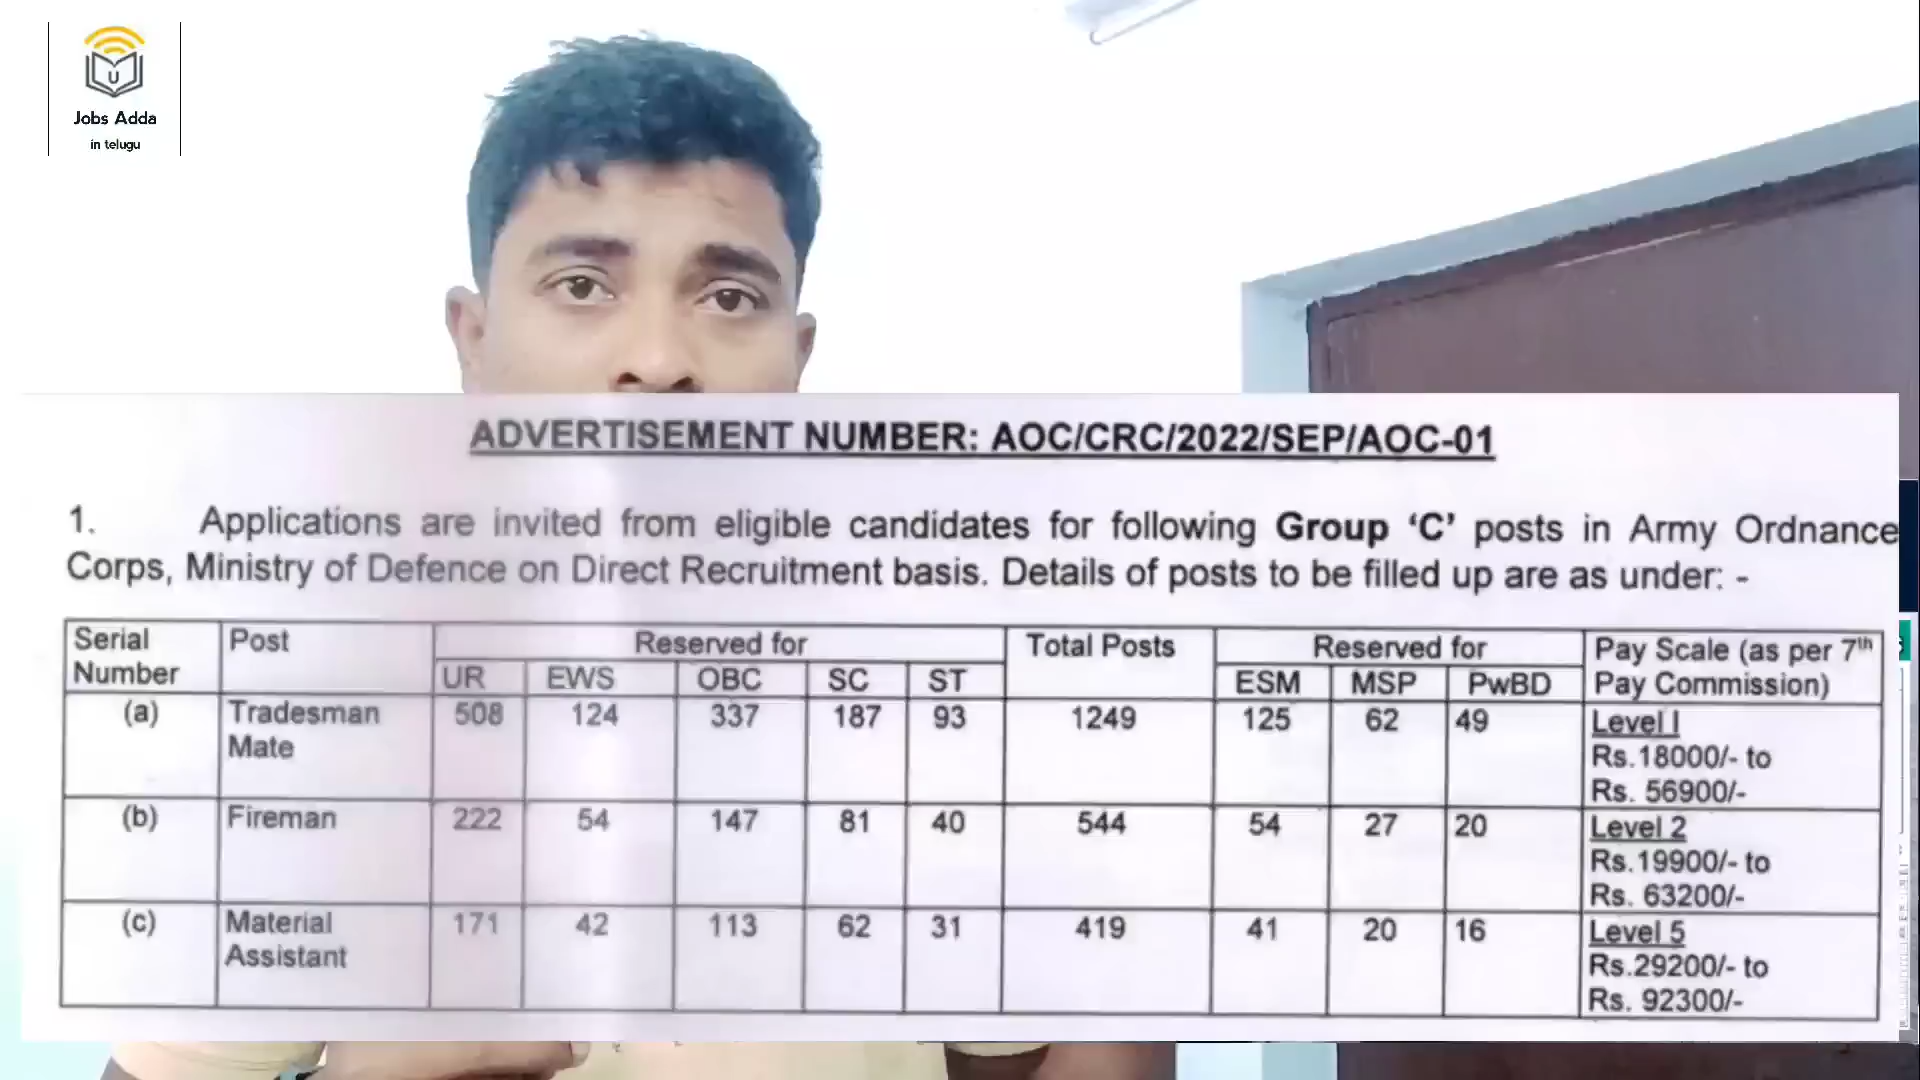 U
Jobs Adda
in telugu
ADVERTISEMENT NUMBER: AOC/CRC/2022/SEP/AOC-01
1. Applications are invited from eligible candidates for following Group ‘C’ posts in Army Ordnance
Corps, Ministry of Defence on Direct Recruitment basis. Details of posts to be filled up are as under: -
Serial Number Post Reserved for Total Posts Reserved for Pay Scale (as per 7th Pay Commission)
UR EWS OBC SC ST ESM MSP PwBD
(a) Tradesman Mate 508 124 337 187 93 1249 125 62 49 Level I Rs.18000/- to Rs. 56900/-
(b) Fireman 222 54 147 81 40 544 54 27 20 Level 2 Rs.19900/- to Rs. 63200/-
(c) Material Assistant 171 42 113 62 31 419 41 20 16 Level 5 Rs.29200/- to Rs. 92300/-